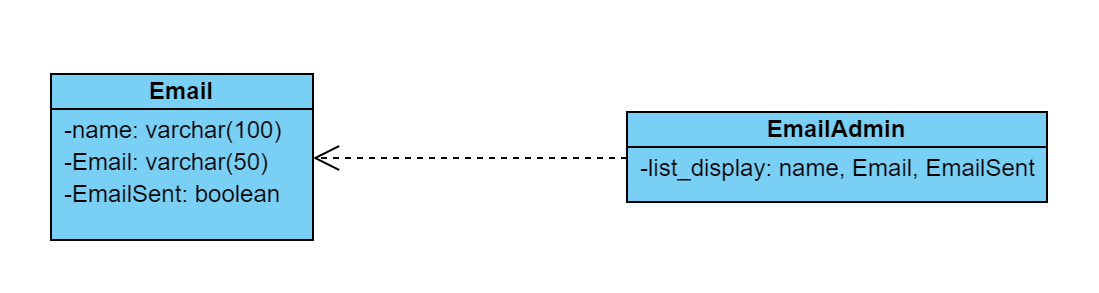 Email
-name: varchar(100)
-Email: varchar(50)
-EmailSent: boolean
EmailAdmin
-list_display: name, Email, EmailSent